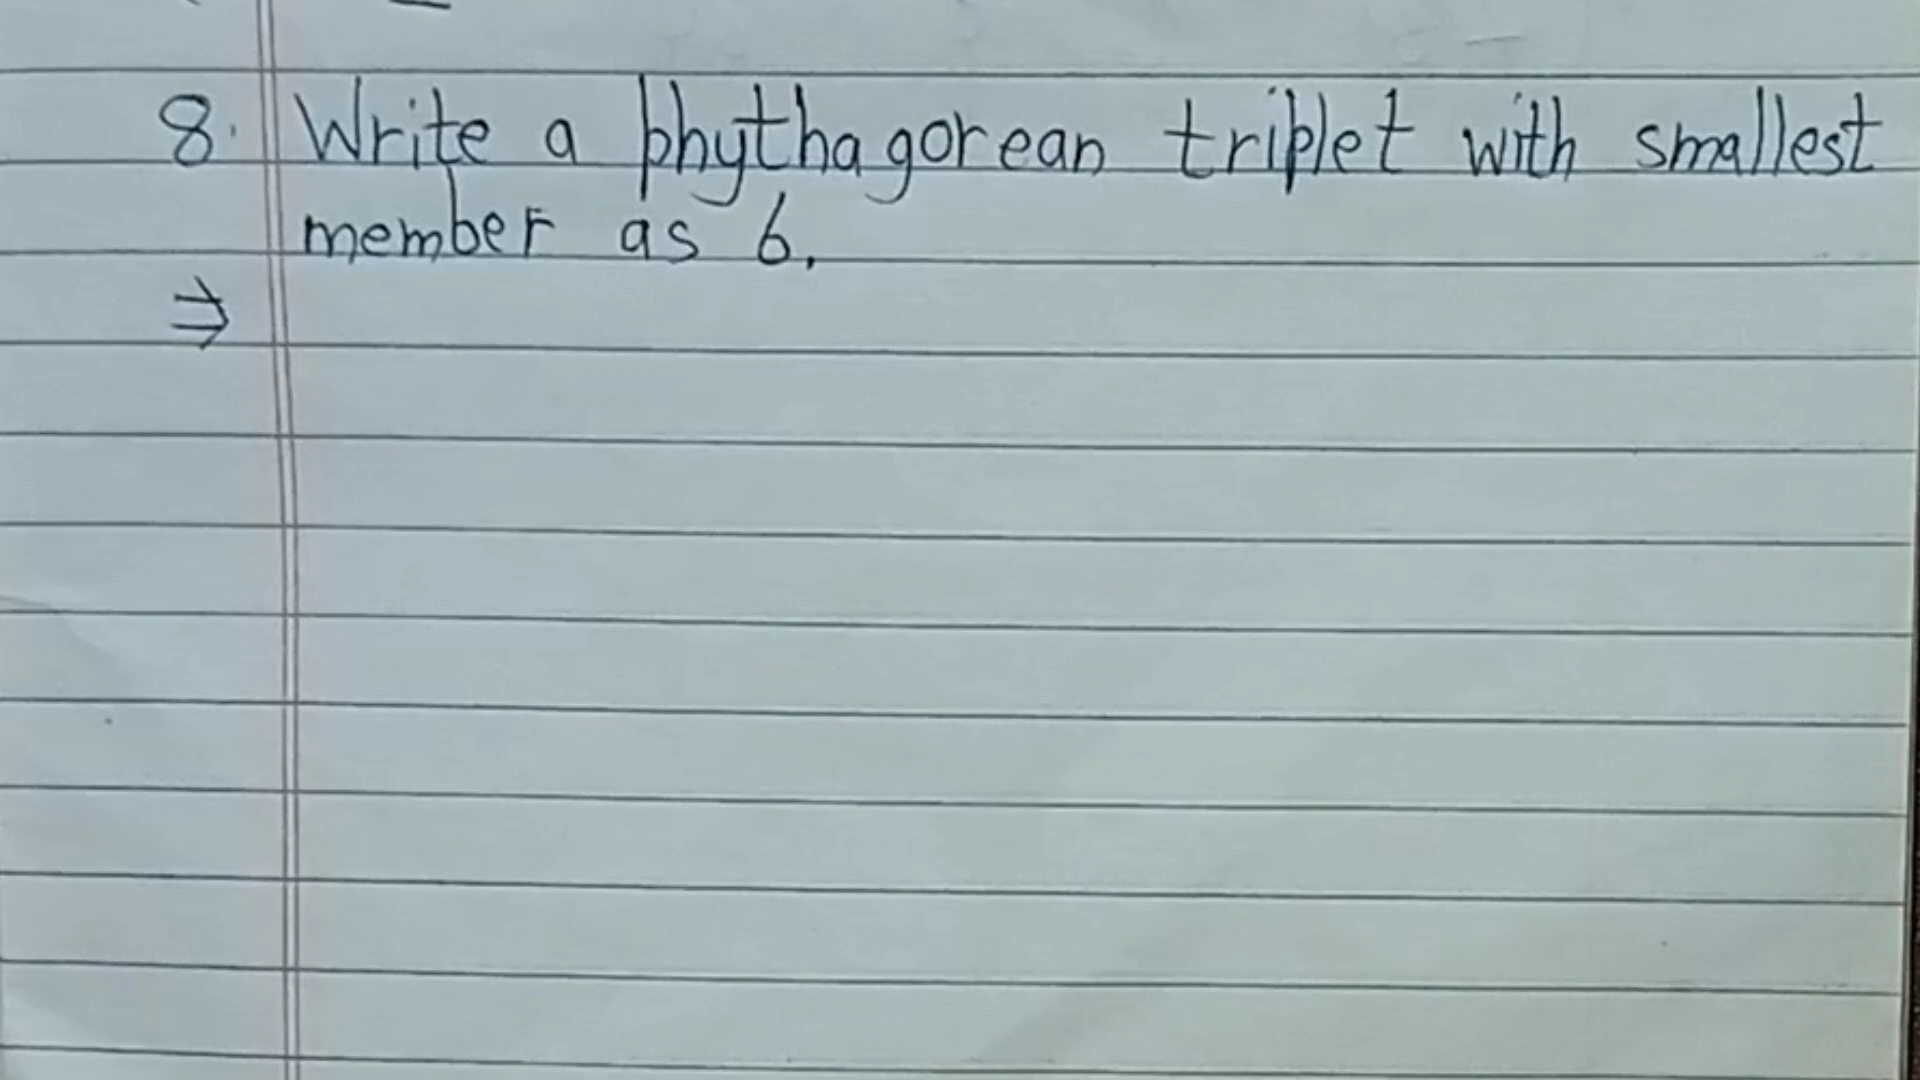 8. Write a phythagorean triplet with smallest
member as 6.
⇒